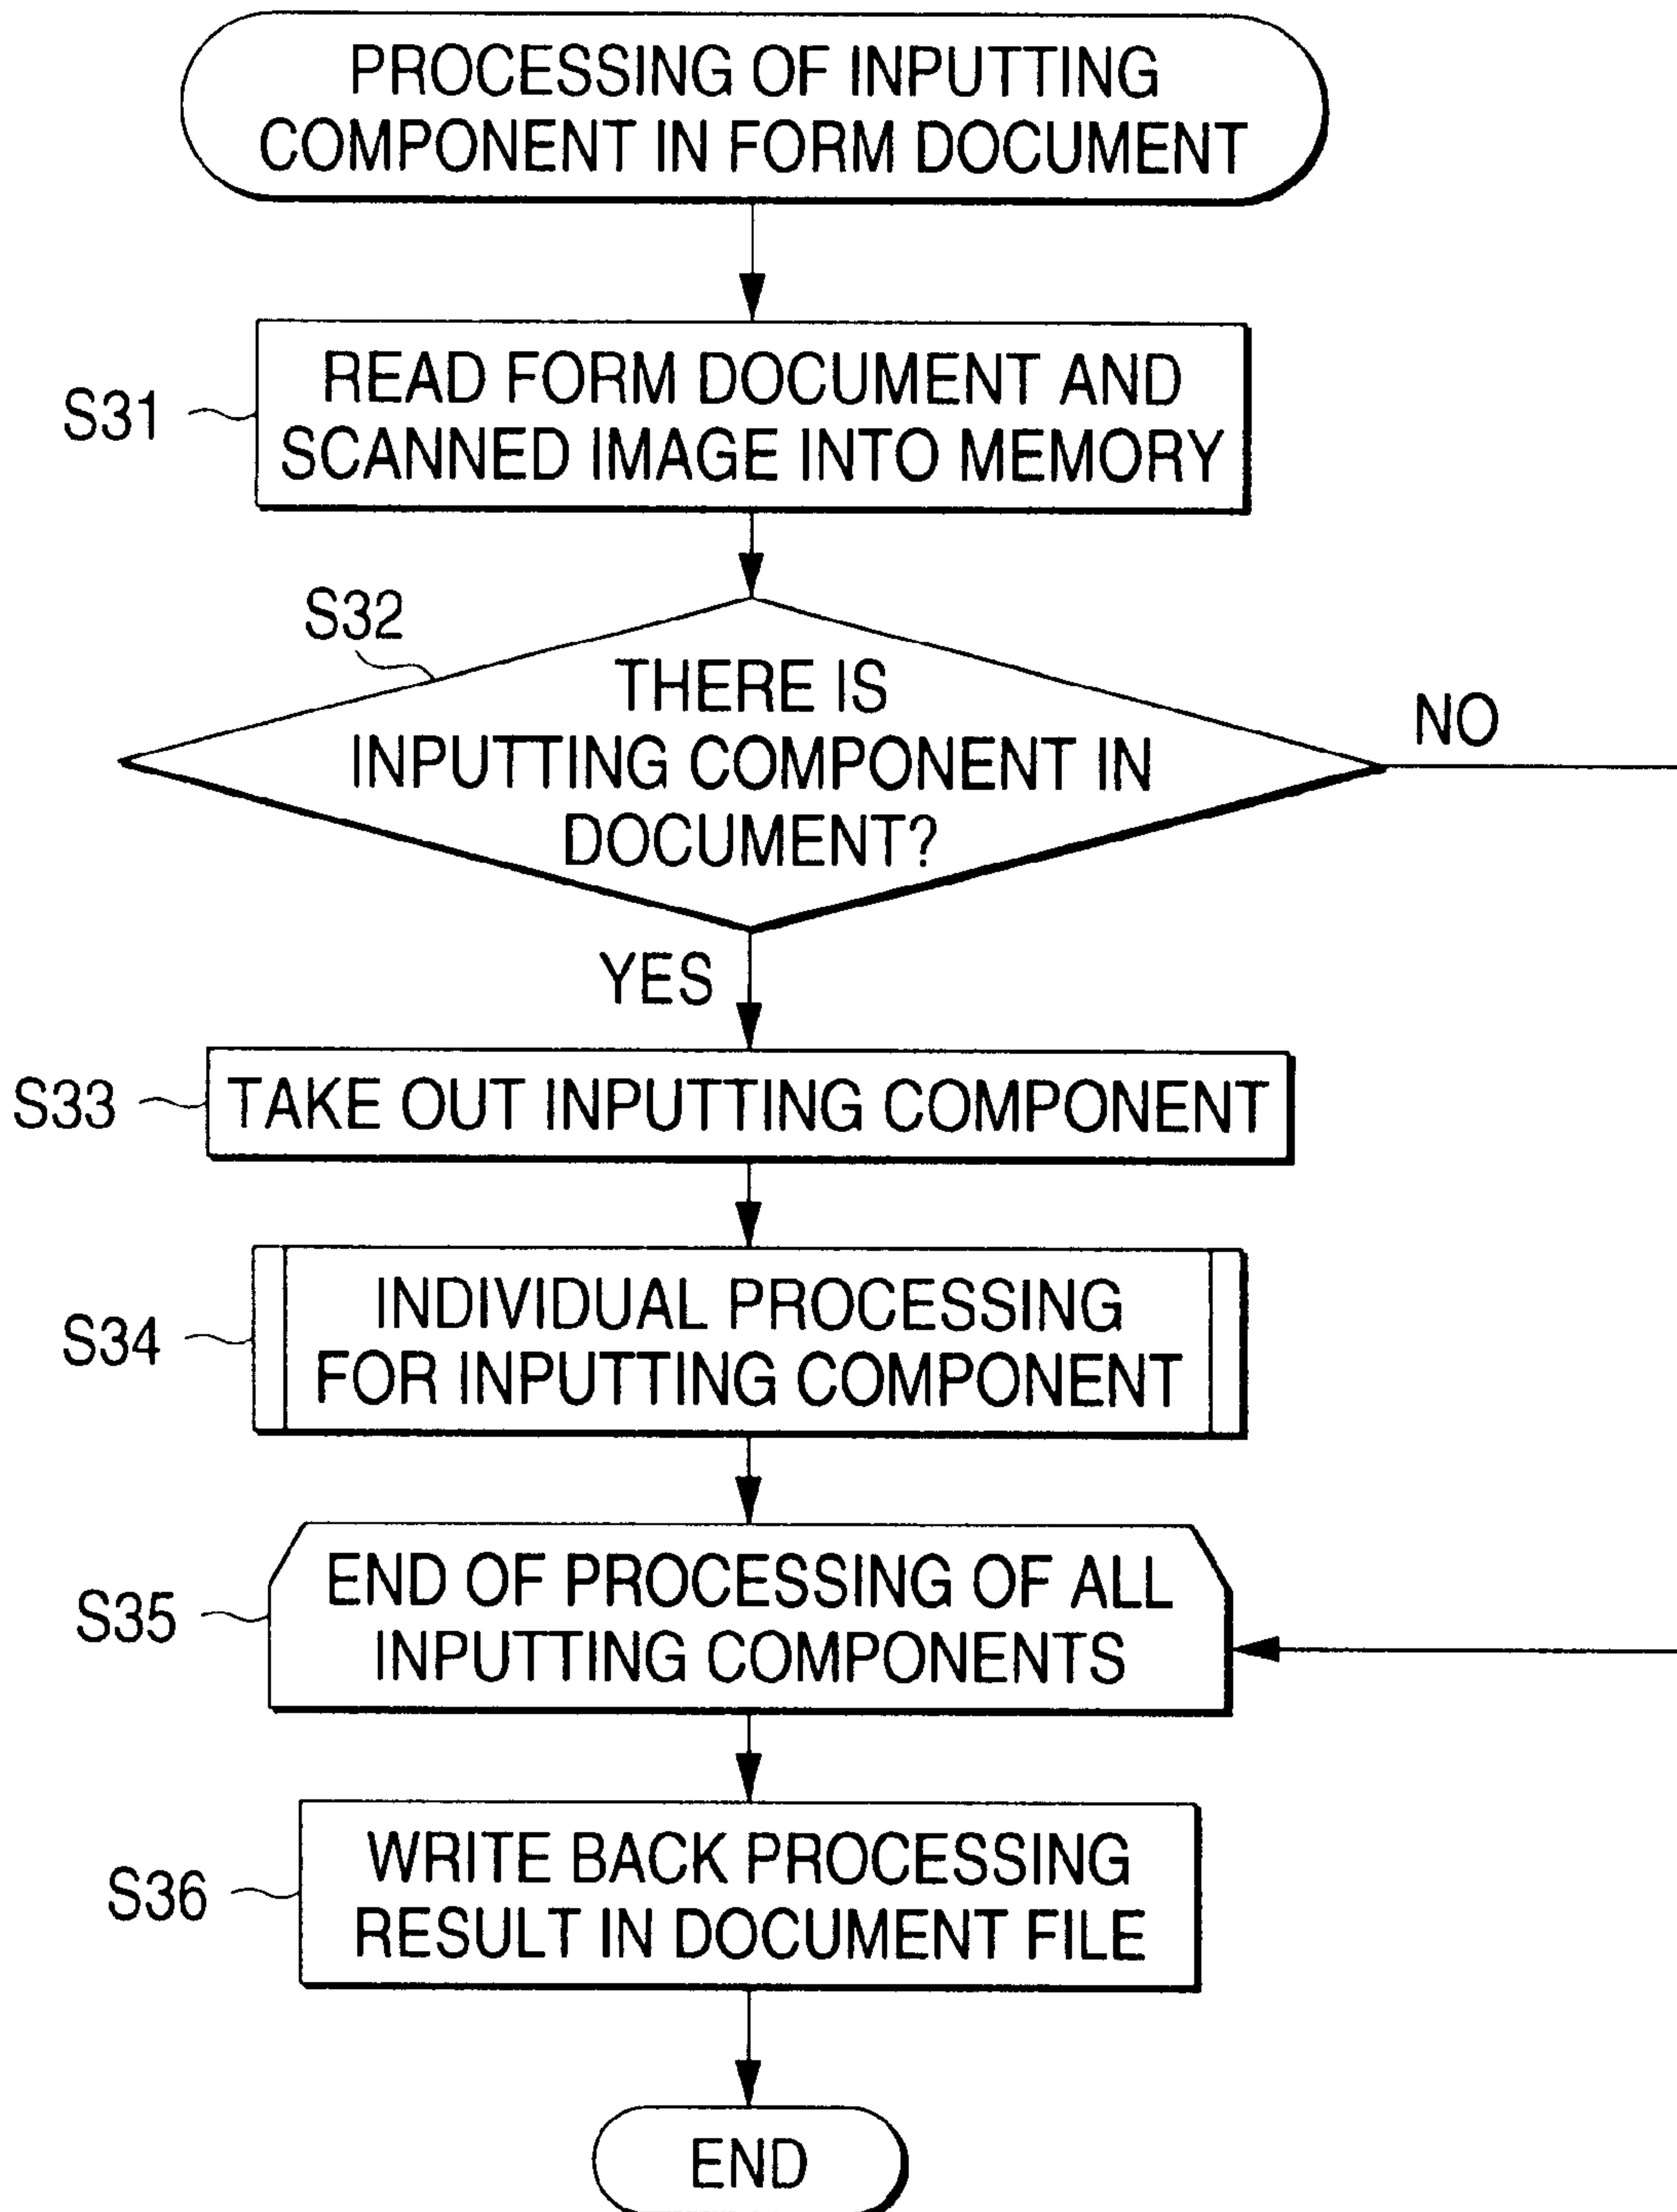 PROCESSING OF INPUTTING
COMPONENT IN FORM DOCUMENT
S31
READ FORM DOCUMENT AND
SCANNED IMAGE INTO MEMORY
S32
THERE IS
INPUTTING COMPONENT IN
DOCUMENT?
NO
YES
S33
TAKE OUT INPUTTING COMPONENT
S34
INDIVIDUAL PROCESSING
FOR INPUTTING COMPONENT
S35
END OF PROCESSING OF ALL
INPUTTING COMPONENTS
S36
WRITE BACK PROCESSING
RESULT IN DOCUMENT FILE
END